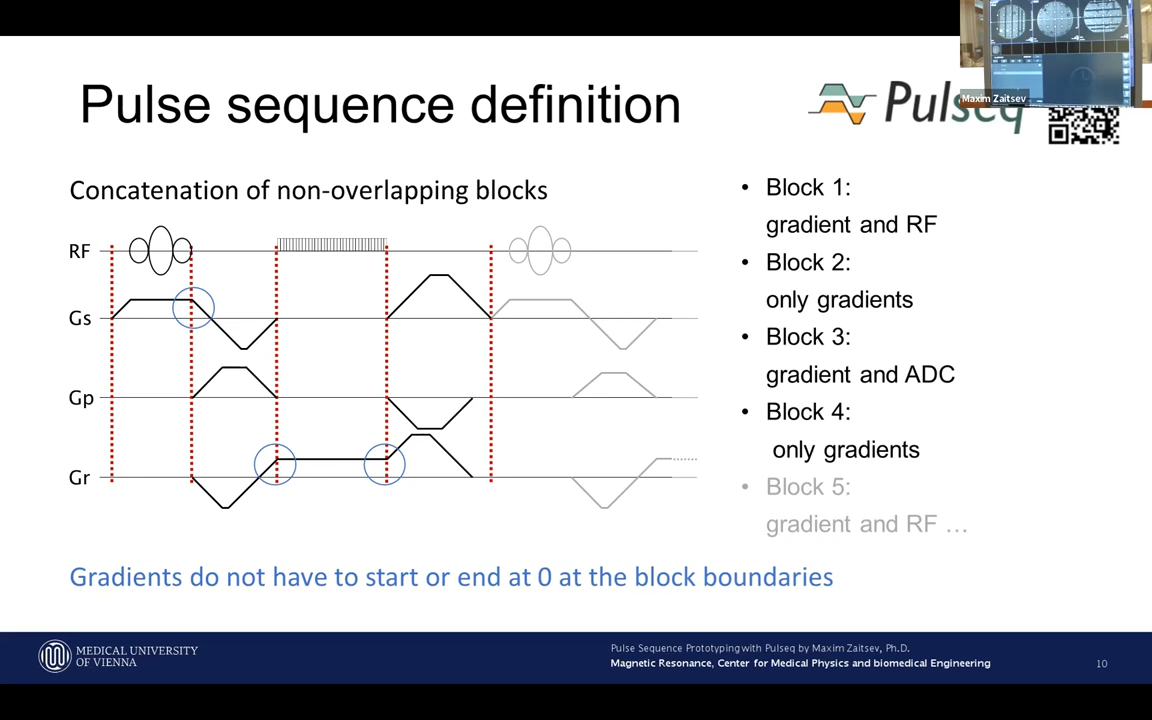 Pulse sequence definition
Pulseq
Maxim Zaitsev
Concatenation of non-overlapping blocks
RF
Gs
Gp
Gr
• Block 1:
gradient and RF
• Block 2:
only gradients
• Block 3:
gradient and ADC
• Block 4:
only gradients
• Block 5:
gradient and RF …
Gradients do not have to start or end at 0 at the block boundaries
MEDICAL UNIVERSITY
OF VIENNA
Pulse Sequence Prototyping with Pulseq by Maxim Zaitsev, Ph.D.
Magnetic Resonance, Center for Medical Physics and biomedical Engineering
10